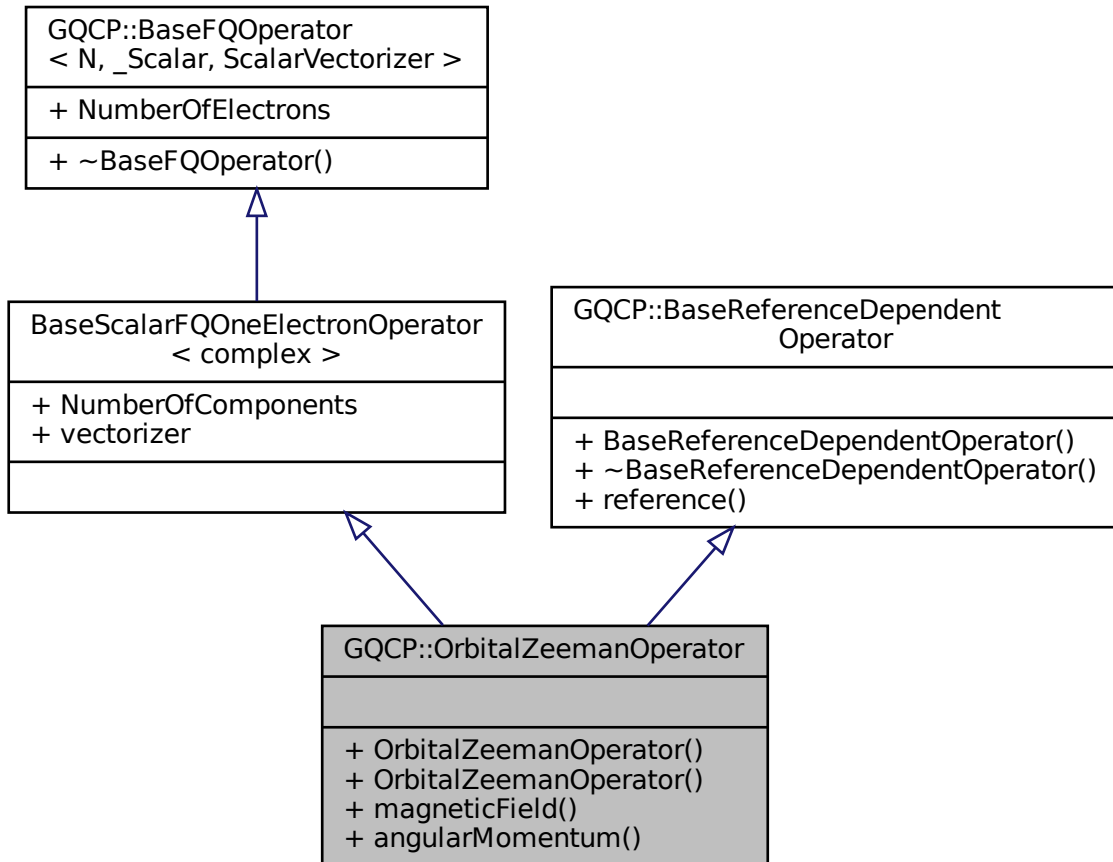 GQCP::BaseFQOperator
< N, _Scalar, ScalarVectorizer >
+ NumberOfElectrons
+ ~BaseFQOperator()
BaseScalarFQOneElectronOperator
< complex >
+ NumberOfComponents
+ vectorizer
GQCP::BaseReferenceDependent
Operator
+ BaseReferenceDependentOperator()
+ ~BaseReferenceDependentOperator()
+ reference()
GQCP::OrbitalZeemanOperator
+ OrbitalZeemanOperator()
+ OrbitalZeemanOperator()
+ magneticField()
+ angularMomentum()